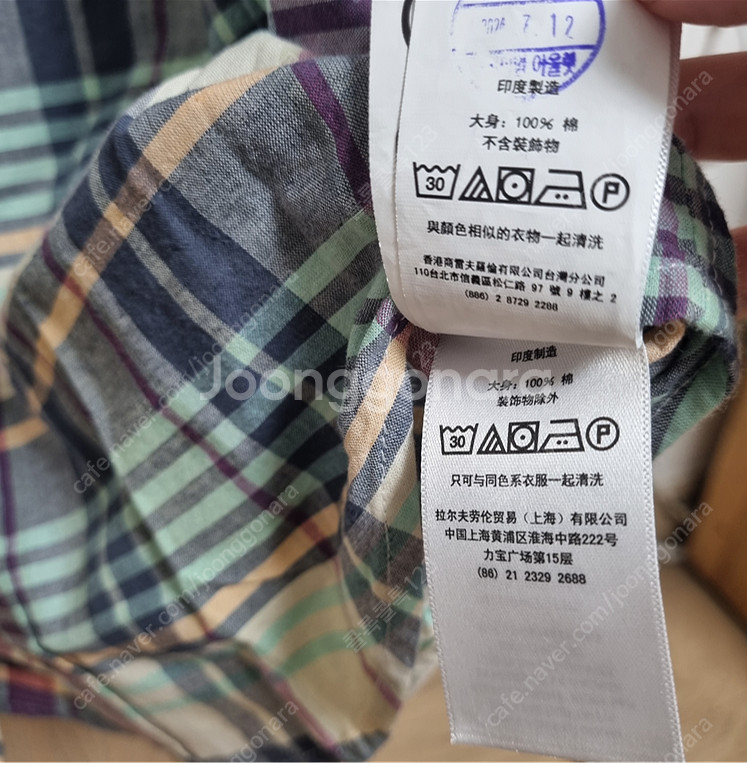 2026 7. 12
아울렛
印度製造
大身: 100% 棉
不含裝飾物
30
P
與顏色相似的衣物一起清洗
香港商雷夫羅倫有限公司台灣分公司
110台北市信義區松仁路 97 號 9 樓之 2
(886) 2 8729 2288
印度制造
大身: 100% 棉
装饰物除外
30
P
只可与同色系衣服一起清洗
拉尔夫劳伦贸易（上海）有限公司
中国上海黄浦区淮海中路222号
力宝广场第15层
(86) 21 2329 2688
Joonggonara
cafe.naver.com/joonggonara